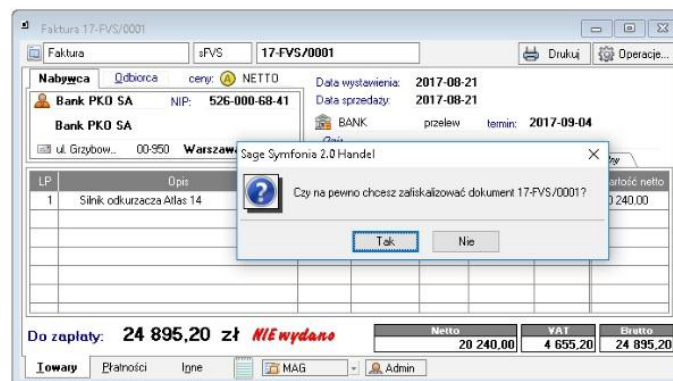 Faktura 17-FVS/0001
Faktura sFVS 17-FVS/0001 Drukuj Operacje...
Nabywca Odbiorca ceny: A NETTO Data wystawienia: 2017-08-21
Bank PKO SA NIP: 526-000-68-41 Data sprzedaży: 2017-08-21
Bank PKO SA BANK przelew termin: 2017-09-04
ul. Grzybow... 00-950 Warszaw Opis
Sage Symfonia 2.0 Handel
Czy na pewno chcesz zafiskalizować dokument 17-FVS/0001?
Tak Nie
LP Opis artość netto
1 Silnik odkurzacza Atlas 14 0 240,00
Do zapłaty: 24 895,20 zł NIE wydano
Netto VAT Brutto
20 240,00 4 655,20 24 895,20
Towary Płatności Inne MAG Admin